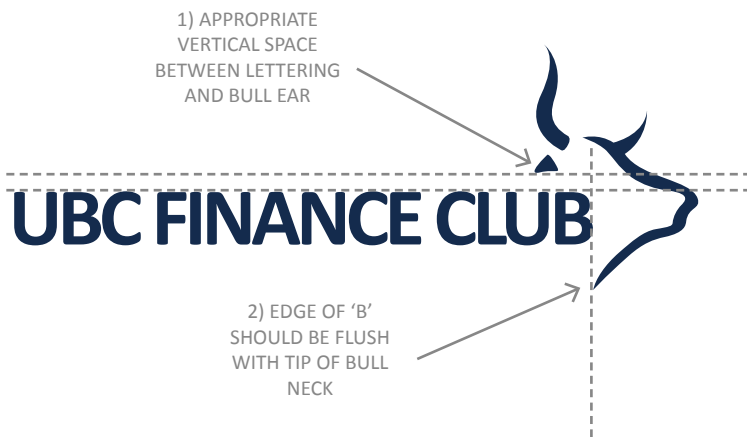 1) APPROPRIATE
VERTICAL SPACE
BETWEEN LETTERING
AND BULL EAR
UBC FINANCE CLUB
2) EDGE OF ‘B’
SHOULD BE FLUSH
WITH TIP OF BULL
NECK